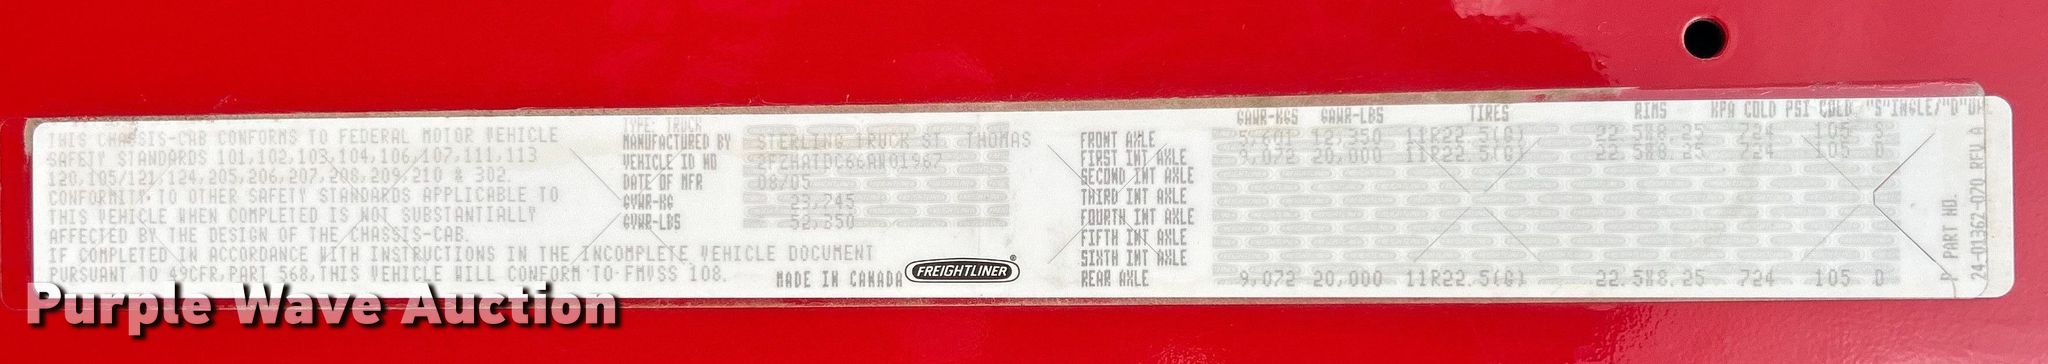 THIS CHASSIS-CAB CONFORMS TO FEDERAL MOTOR VEHICLE
SAFETY STANDARDS 101,102,103,104,106,107,111,113
120,105/121,124,205,206,207,208,209,210 & 302.
CONFORMITY TO OTHER SAFETY STANDARDS APPLICABLE TO
THIS VEHICLE WHEN COMPLETED IS NOT SUBSTANTIALLY
AFFECTED BY THE DESIGN OF THE CHASSIS-CAB.
IF COMPLETED IN ACCORDANCE WITH INSTRUCTIONS IN THE INCOMPLETE VEHICLE DOCUMENT
PURSUANT TO 49CFR,PART 568,THIS VEHICLE WILL CONFORM TO FMVSS 108.
TYPE: TRUCK
MANUFACTURED BY STERLING TRUCK ST. THOMAS
VEHICLE ID NO 2FZHATDC66AW01967
DATE OF MFR 08/05
GVWR-KG 23,745
GVWR-LBS 52,350
MADE IN CANADA FREIGHTLINER®
GAWR-KGS GAWR-LBS TIRES RIMS KPA COLD PSI COLD "S"INGLE/"D"UAL
FRONT AXLE 5,601 12,350 11R22.5(G) 22.5X8.25 724 105 S
FIRST INT AXLE 9,072 20,000 11R22.5(G) 22.5X8.25 724 105 D
SECOND INT AXLE
THIRD INT AXLE
FOURTH INT AXLE
FIFTH INT AXLE
SIXTH INT AXLE
REAR AXLE 9,072 20,000 11R22.5(G) 22.5X8.25 724 105 D
PART NO.
24-01362-020 REV A
Purple Wave Auction